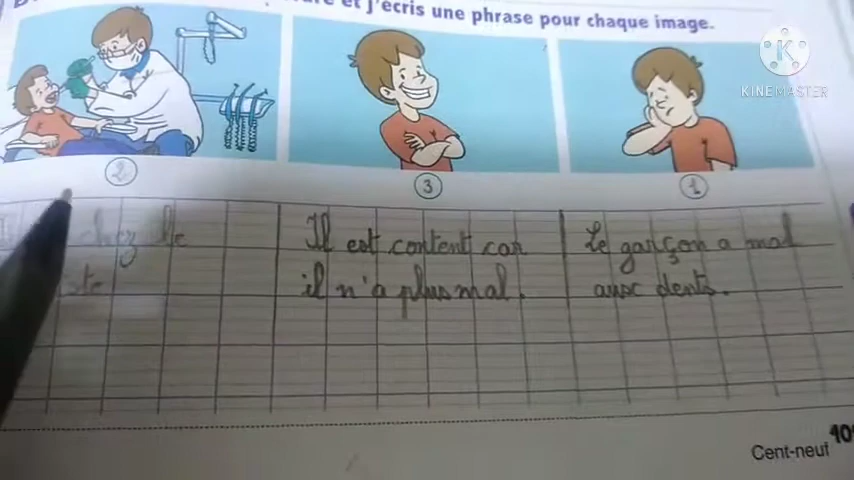 et j'écris une phrase pour chaque image.
K
KINEMASTER
2
3
1
chez le
Il est content car
il n'a plus mal.
Le garçon a mal
aux dents.
Cent-neuf 109